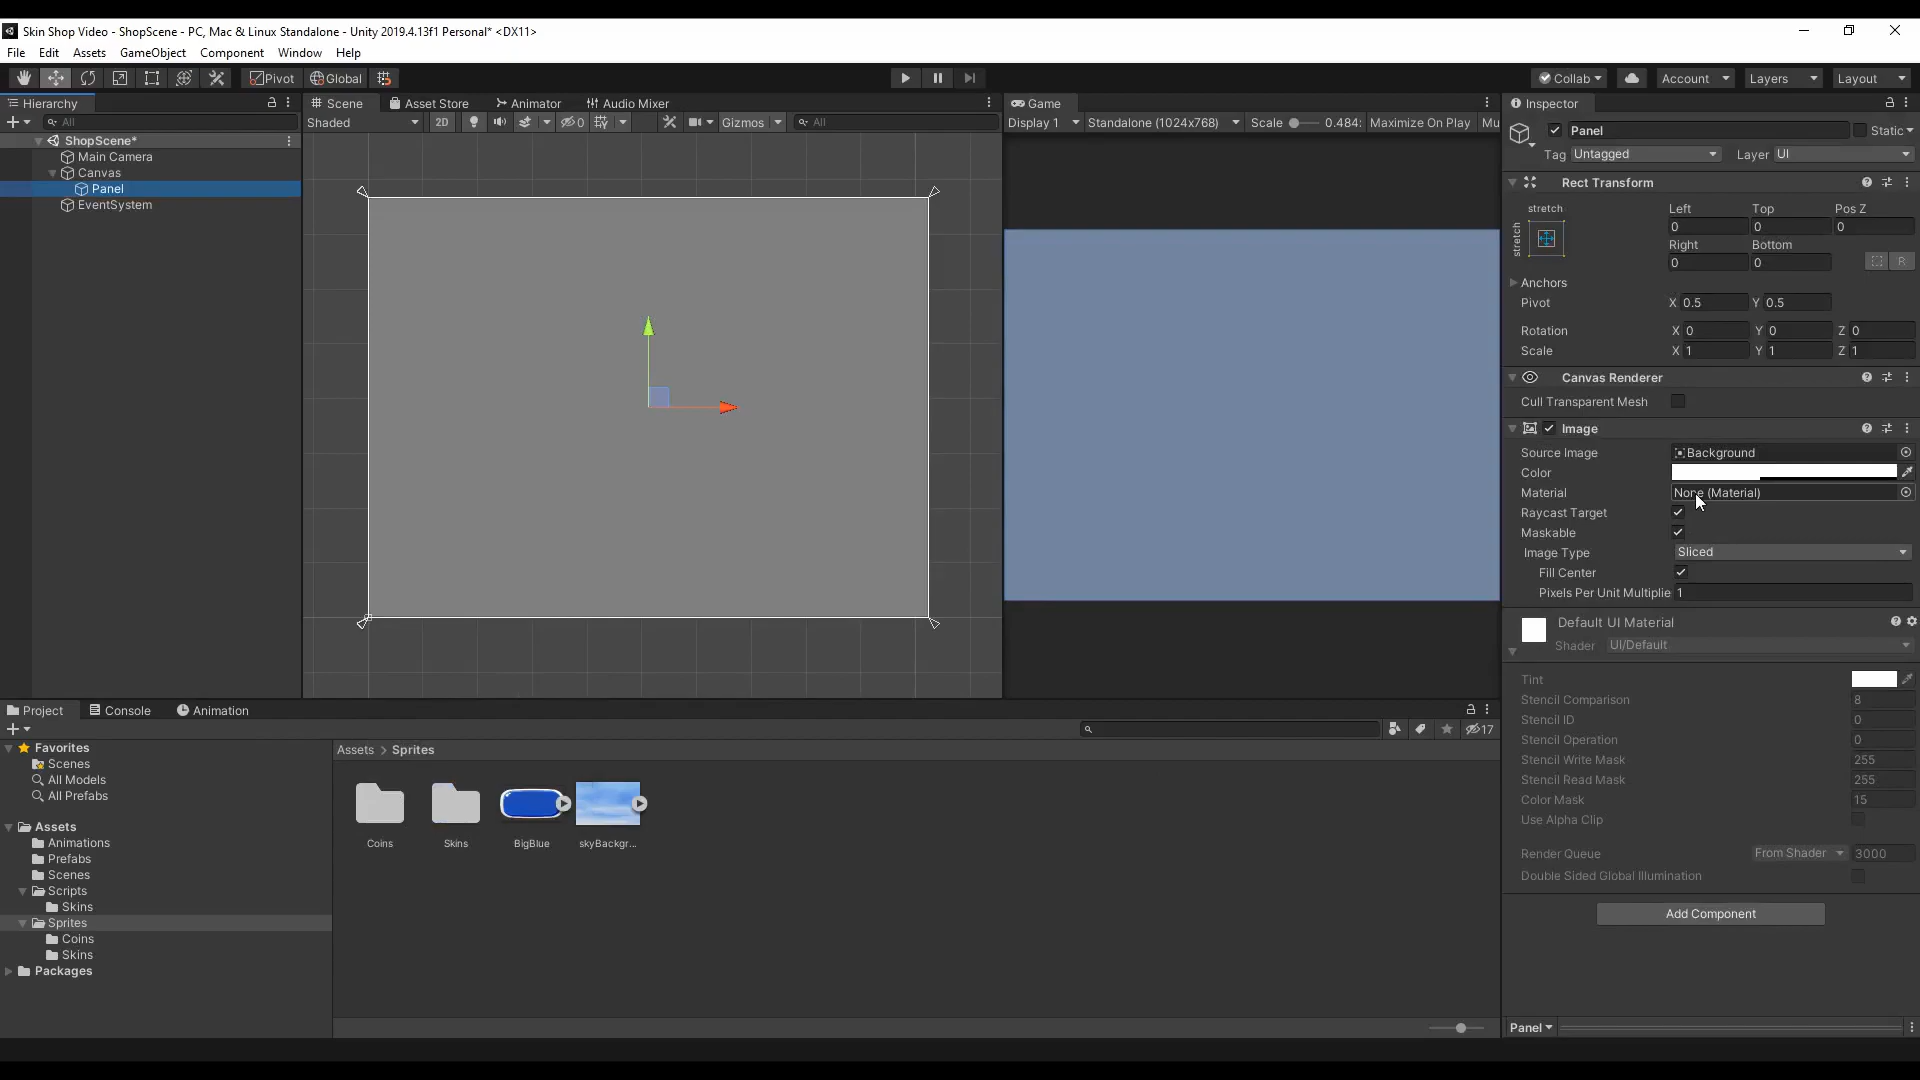 Skin Shop Video - ShopScene - PC, Mac & Linux Standalone - Unity 2019.4.13f1 Personal* <DX11>
File Edit Assets GameObject Component Window Help
Pivot Global Collab Account Layers Layout
Hierarchy
All
ShopScene*
Main Camera
Canvas
Panel
EventSystem
Scene Asset Store Animator Audio Mixer
Shaded 2D 0 Gizmos All
Game
Display 1 Standalone (1024x768) Scale 0.484: Maximize On Play Mu
Inspector
Panel Static
Tag Untagged Layer UI
Rect Transform
stretch
stretch
Left Top Pos Z
0 0 0
Right Bottom
0 0 R
Anchors
Pivot X 0.5 Y 0.5
Rotation X 0 Y 0 Z 0
Scale X 1 Y 1 Z 1
Canvas Renderer
Cull Transparent Mesh
Image
Source Image Background
Color
Material None (Material)
Raycast Target
Maskable
Image Type Sliced
Fill Center
Pixels Per Unit Multiplie 1
Default UI Material
Shader UI/Default
Tint
Stencil Comparison 8
Stencil ID 0
Stencil Operation 0
Stencil Write Mask 255
Stencil Read Mask 255
Color Mask 15
Use Alpha Clip
Render Queue From Shader 3000
Double Sided Global Illumination
Add Component
Panel
Project Console Animation
17
Favorites
Scenes
All Models
All Prefabs
Assets
Animations
Prefabs
Scenes
Scripts
Skins
Sprites
Coins
Skins
Packages
Assets > Sprites
Coins Skins BigBlue skyBackgr...